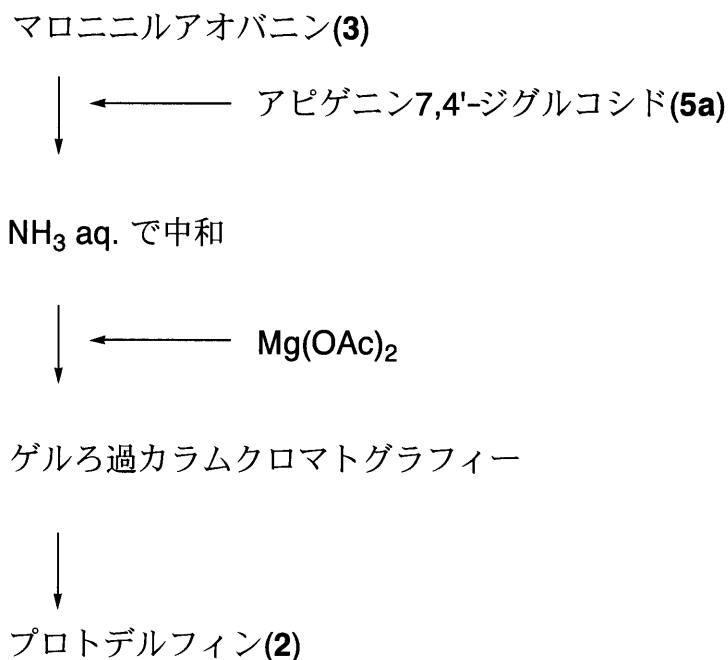 マロニニルアオバニン(3)
アピゲニン7,4'-ジグルコシド(5a)
NH₃ aq. で中和
Mg(OAc)₂
ゲルろ過カラムクロマトグラフィー
プロトデルフィン(2)